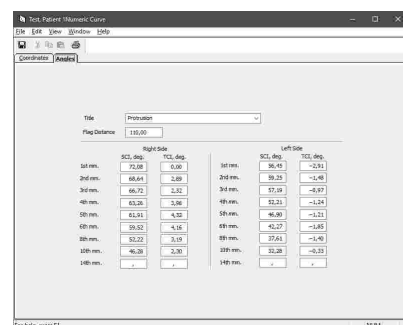 Test, Patient \Numeric Curve
File Edit View Window Help
Coordinates Angles
Title Protrusion
Flag Distance 110,00
Right Side Left Side
SCI, deg. TCI, deg. SCI, deg. TCI, deg.
1st mm. 72,08 0,00 1st mm. 56,45 -2,91
2nd mm. 68,64 2,89 2nd mm. 59,25 -1,48
3rd mm. 66,72 2,32 3rd mm. 57,19 -0,97
4th mm. 63,26 3,96 4th mm. 52,21 -1,24
5th mm. 61,91 4,33 5th mm. 46,90 -1,21
6th mm. 59,52 4,16 6th mm. 42,27 -1,85
8th mm. 52,22 3,19 8th mm. 37,61 -1,40
10th mm. 46,28 2,30 10th mm. 32,28 -0,33
14th mm. , , 14th mm. , ,